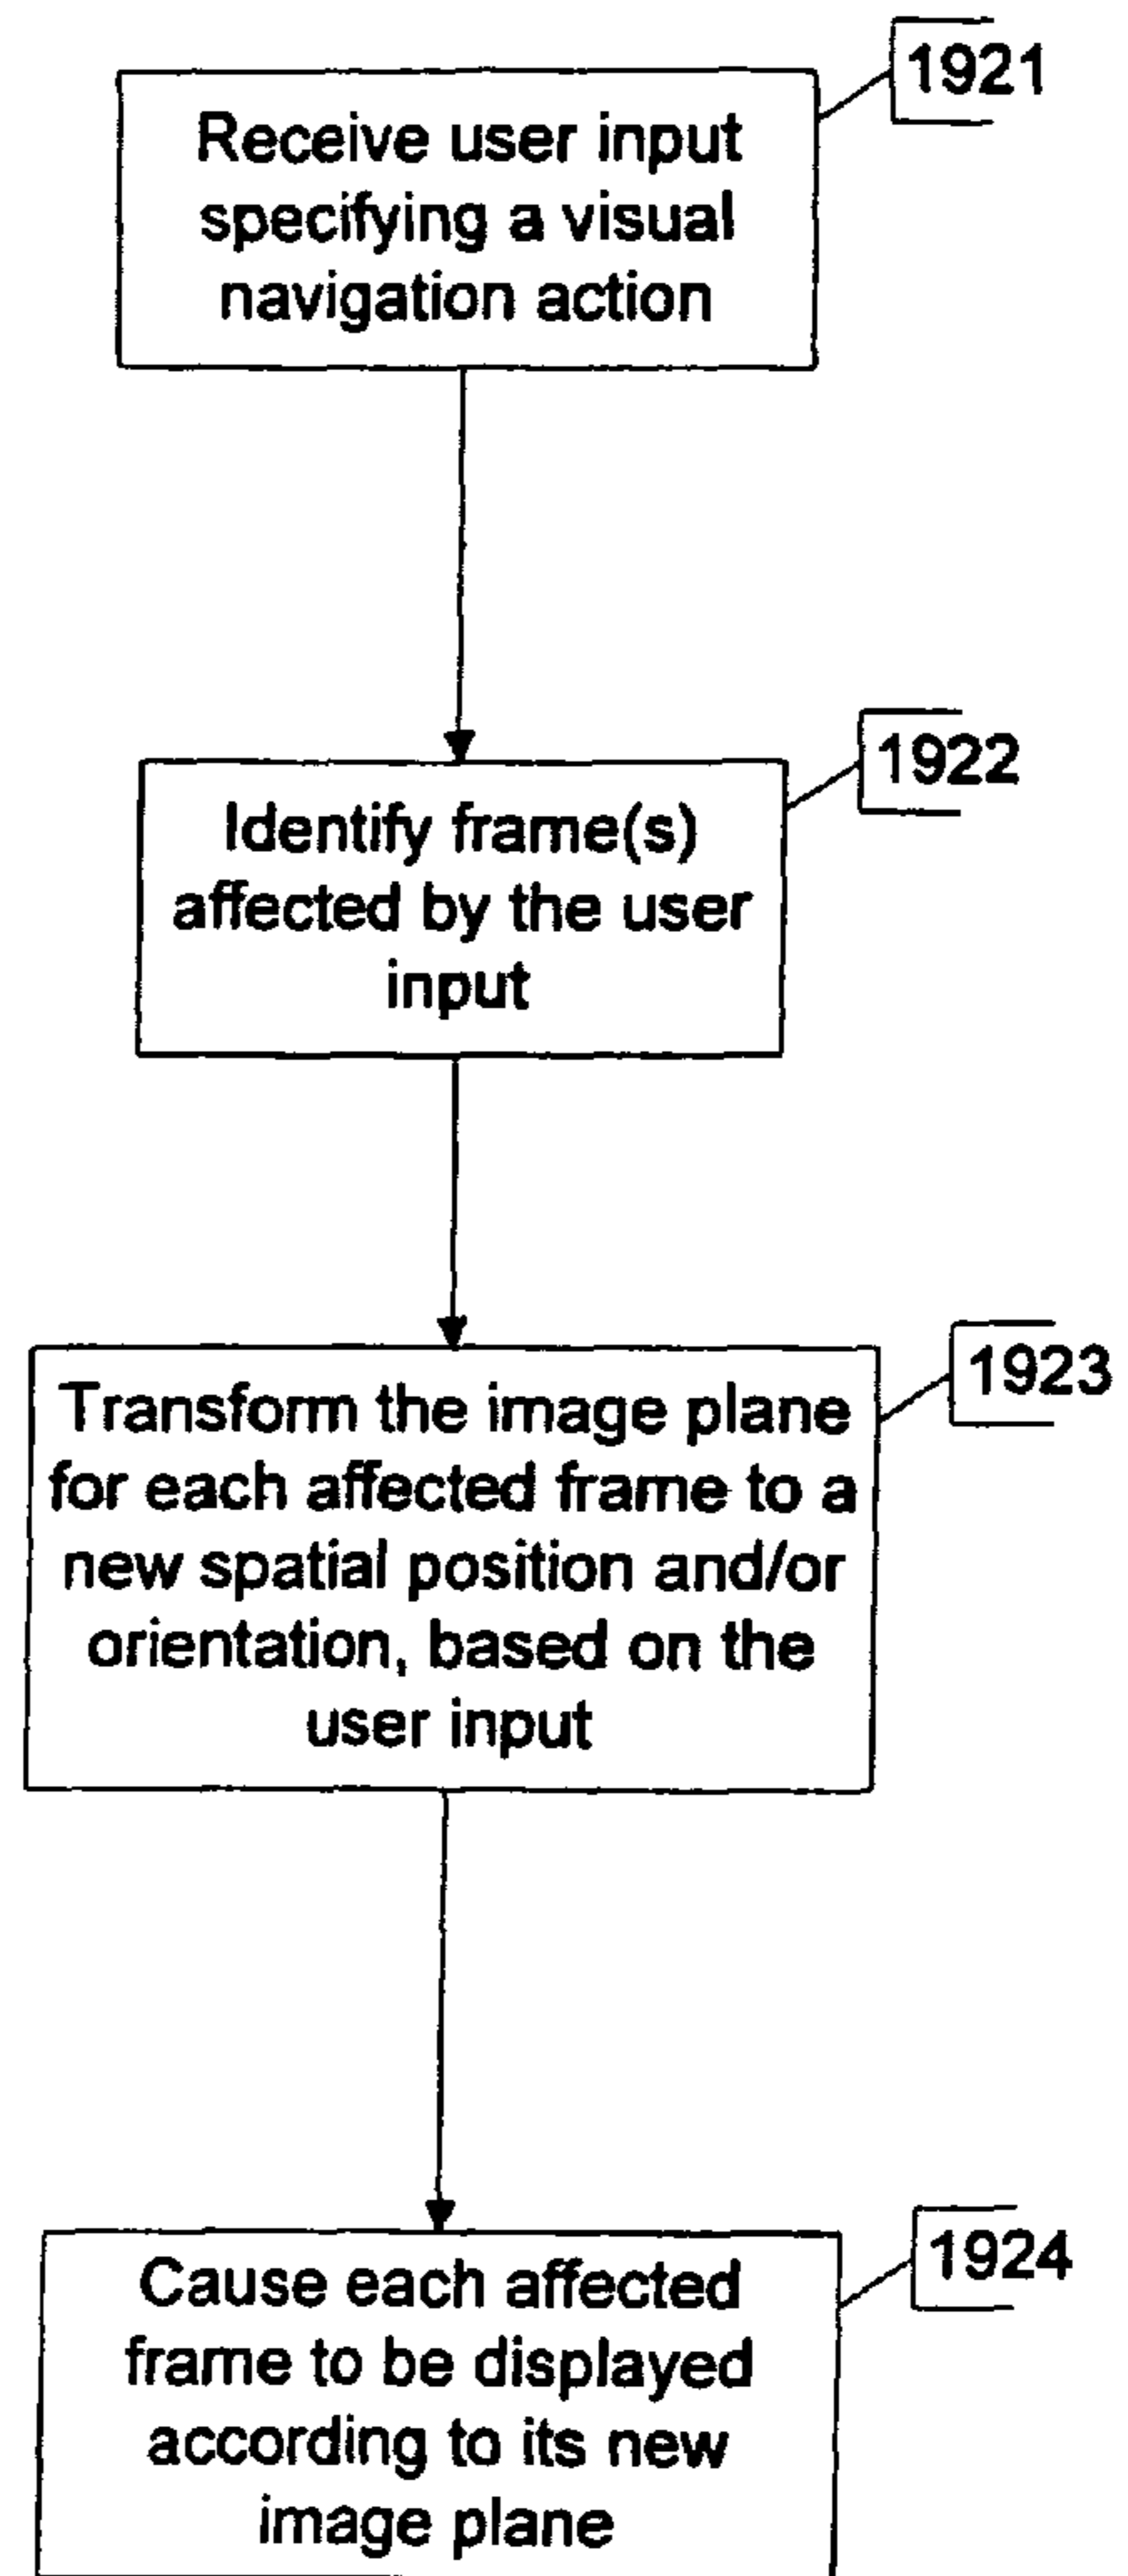 1921
Receive user input
specifying a visual
navigation action
1922
Identify frame(s)
affected by the user
input
1923
Transform the image plane
for each affected frame to a
new spatial position and/or
orientation, based on the
user input
1924
Cause each affected
frame to be displayed
according to its new
image plane